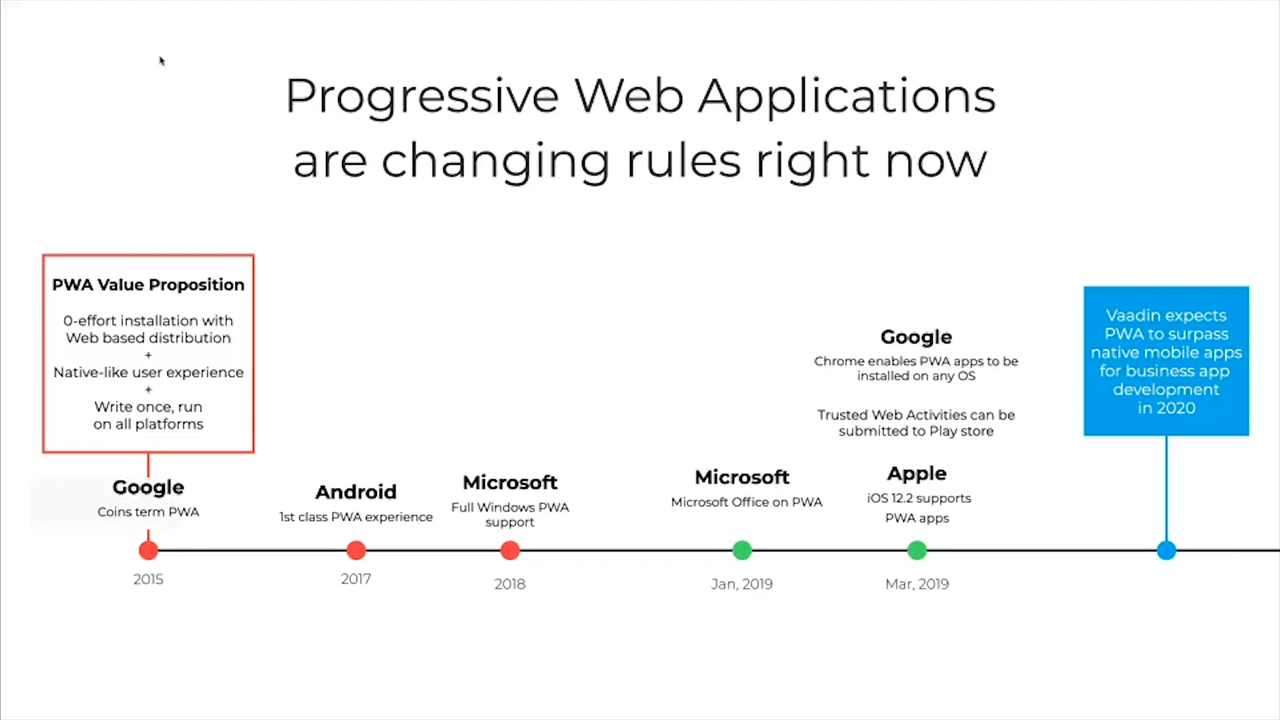 Progressive Web Applications
are changing rules right now
PWA Value Proposition
0-effort installation with
Web based distribution
+
Native-like user experience
+
Write once, run
on all platforms
Google
Coins term PWA
2015
Android
1st class PWA experience
2017
Microsoft
Full Windows PWA
support
2018
Microsoft
Microsoft Office on PWA
Jan, 2019
Google
Chrome enables PWA apps to be
installed on any OS
Trusted Web Activities can be
submitted to Play store
Apple
iOS 12.2 supports
PWA apps
Mar, 2019
Vaadin expects
PWA to surpass
native mobile apps
for business app
development
in 2020